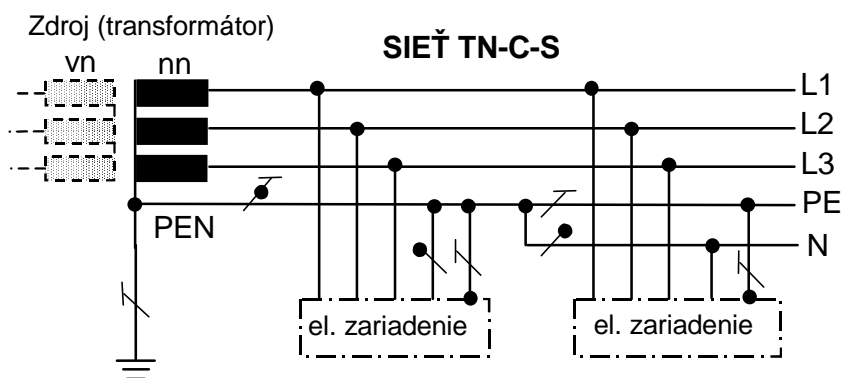 Zdroj (transformátor)
vn
nn
SIEŤ TN-C-S
L1
L2
L3
PE
PEN
N
el. zariadenie
el. zariadenie